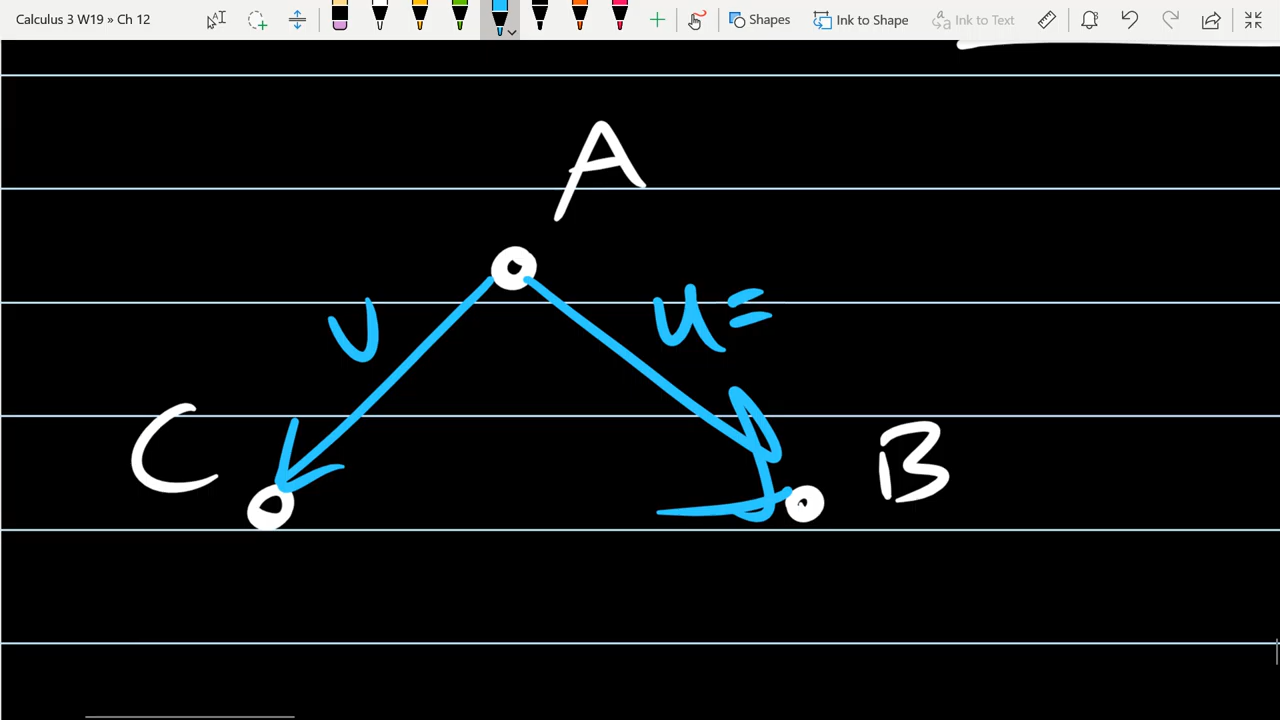 Calculus 3 W19 » Ch 12
Shapes
Ink to Shape
Ink to Text
A
v
u=
C
B